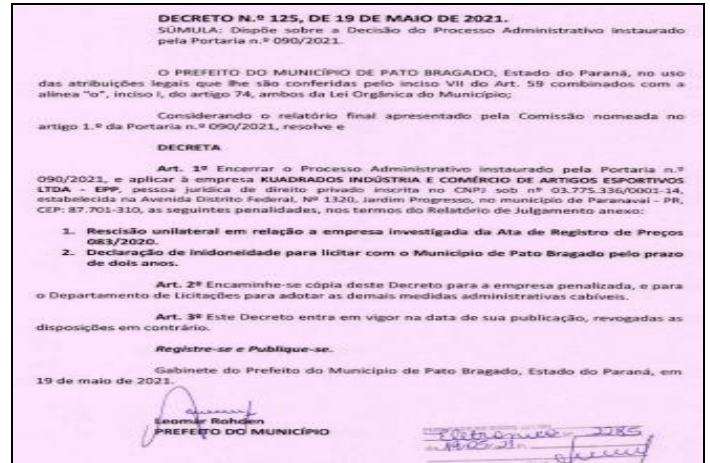 DECRETO N.º 125, DE 19 DE MAIO DE 2021.
SÚMULA: Dispõe sobre a Decisão do Processo Administrativo instaurado
pela Portaria n.º 090/2021.
O PREFEITO DO MUNICÍPIO DE PATO BRAGADO, Estado do Paraná, no uso
das atribuições legais que lhe são conferidas pelo inciso VII do Art. 59 combinados com a
alínea "o", inciso I, do artigo 74, ambos da Lei Orgânica do Município;
Considerando o relatório final apresentado pela Comissão nomeada no
artigo 1.º da Portaria n.º 090/2021, resolve e
DECRETA
Art. 1º Encerrar o Processo Administrativo instaurado pela Portaria n.º
090/2021, e aplicar à empresa KUADRADOS INDÚSTRIA E COMÉRCIO DE ARTIGOS ESPORTIVOS
LTDA - EPP, pessoa jurídica de direito privado inscrita no CNPJ sob nº 03.775.336/0001-14,
estabelecida na Avenida Distrito Federal, Nº 1320, Jardim Progresso, no município de Paranavaí - PR,
CEP: 87.701-310, as seguintes penalidades, nos termos do Relatório de Julgamento anexo:
1. Rescisão unilateral em relação a empresa investigada da Ata de Registro de Preços
083/2020.
2. Declaração de inidoneidade para licitar com o Município de Pato Bragado pelo prazo
de dois anos.
Art. 2º Encaminhe-se cópia deste Decreto para a empresa penalizada, e para
o Departamento de Licitações para adotar as demais medidas administrativas cabíveis.
Art. 3º Este Decreto entra em vigor na data de sua publicação, revogadas as
disposições em contrário.
Registre-se e Publique-se.
Gabinete do Prefeito do Município de Pato Bragado, Estado do Paraná, em
19 de maio de 2021.
Leomar Rohden
PREFEITO DO MUNICÍPIO
Eletronico 2285
19.05.21